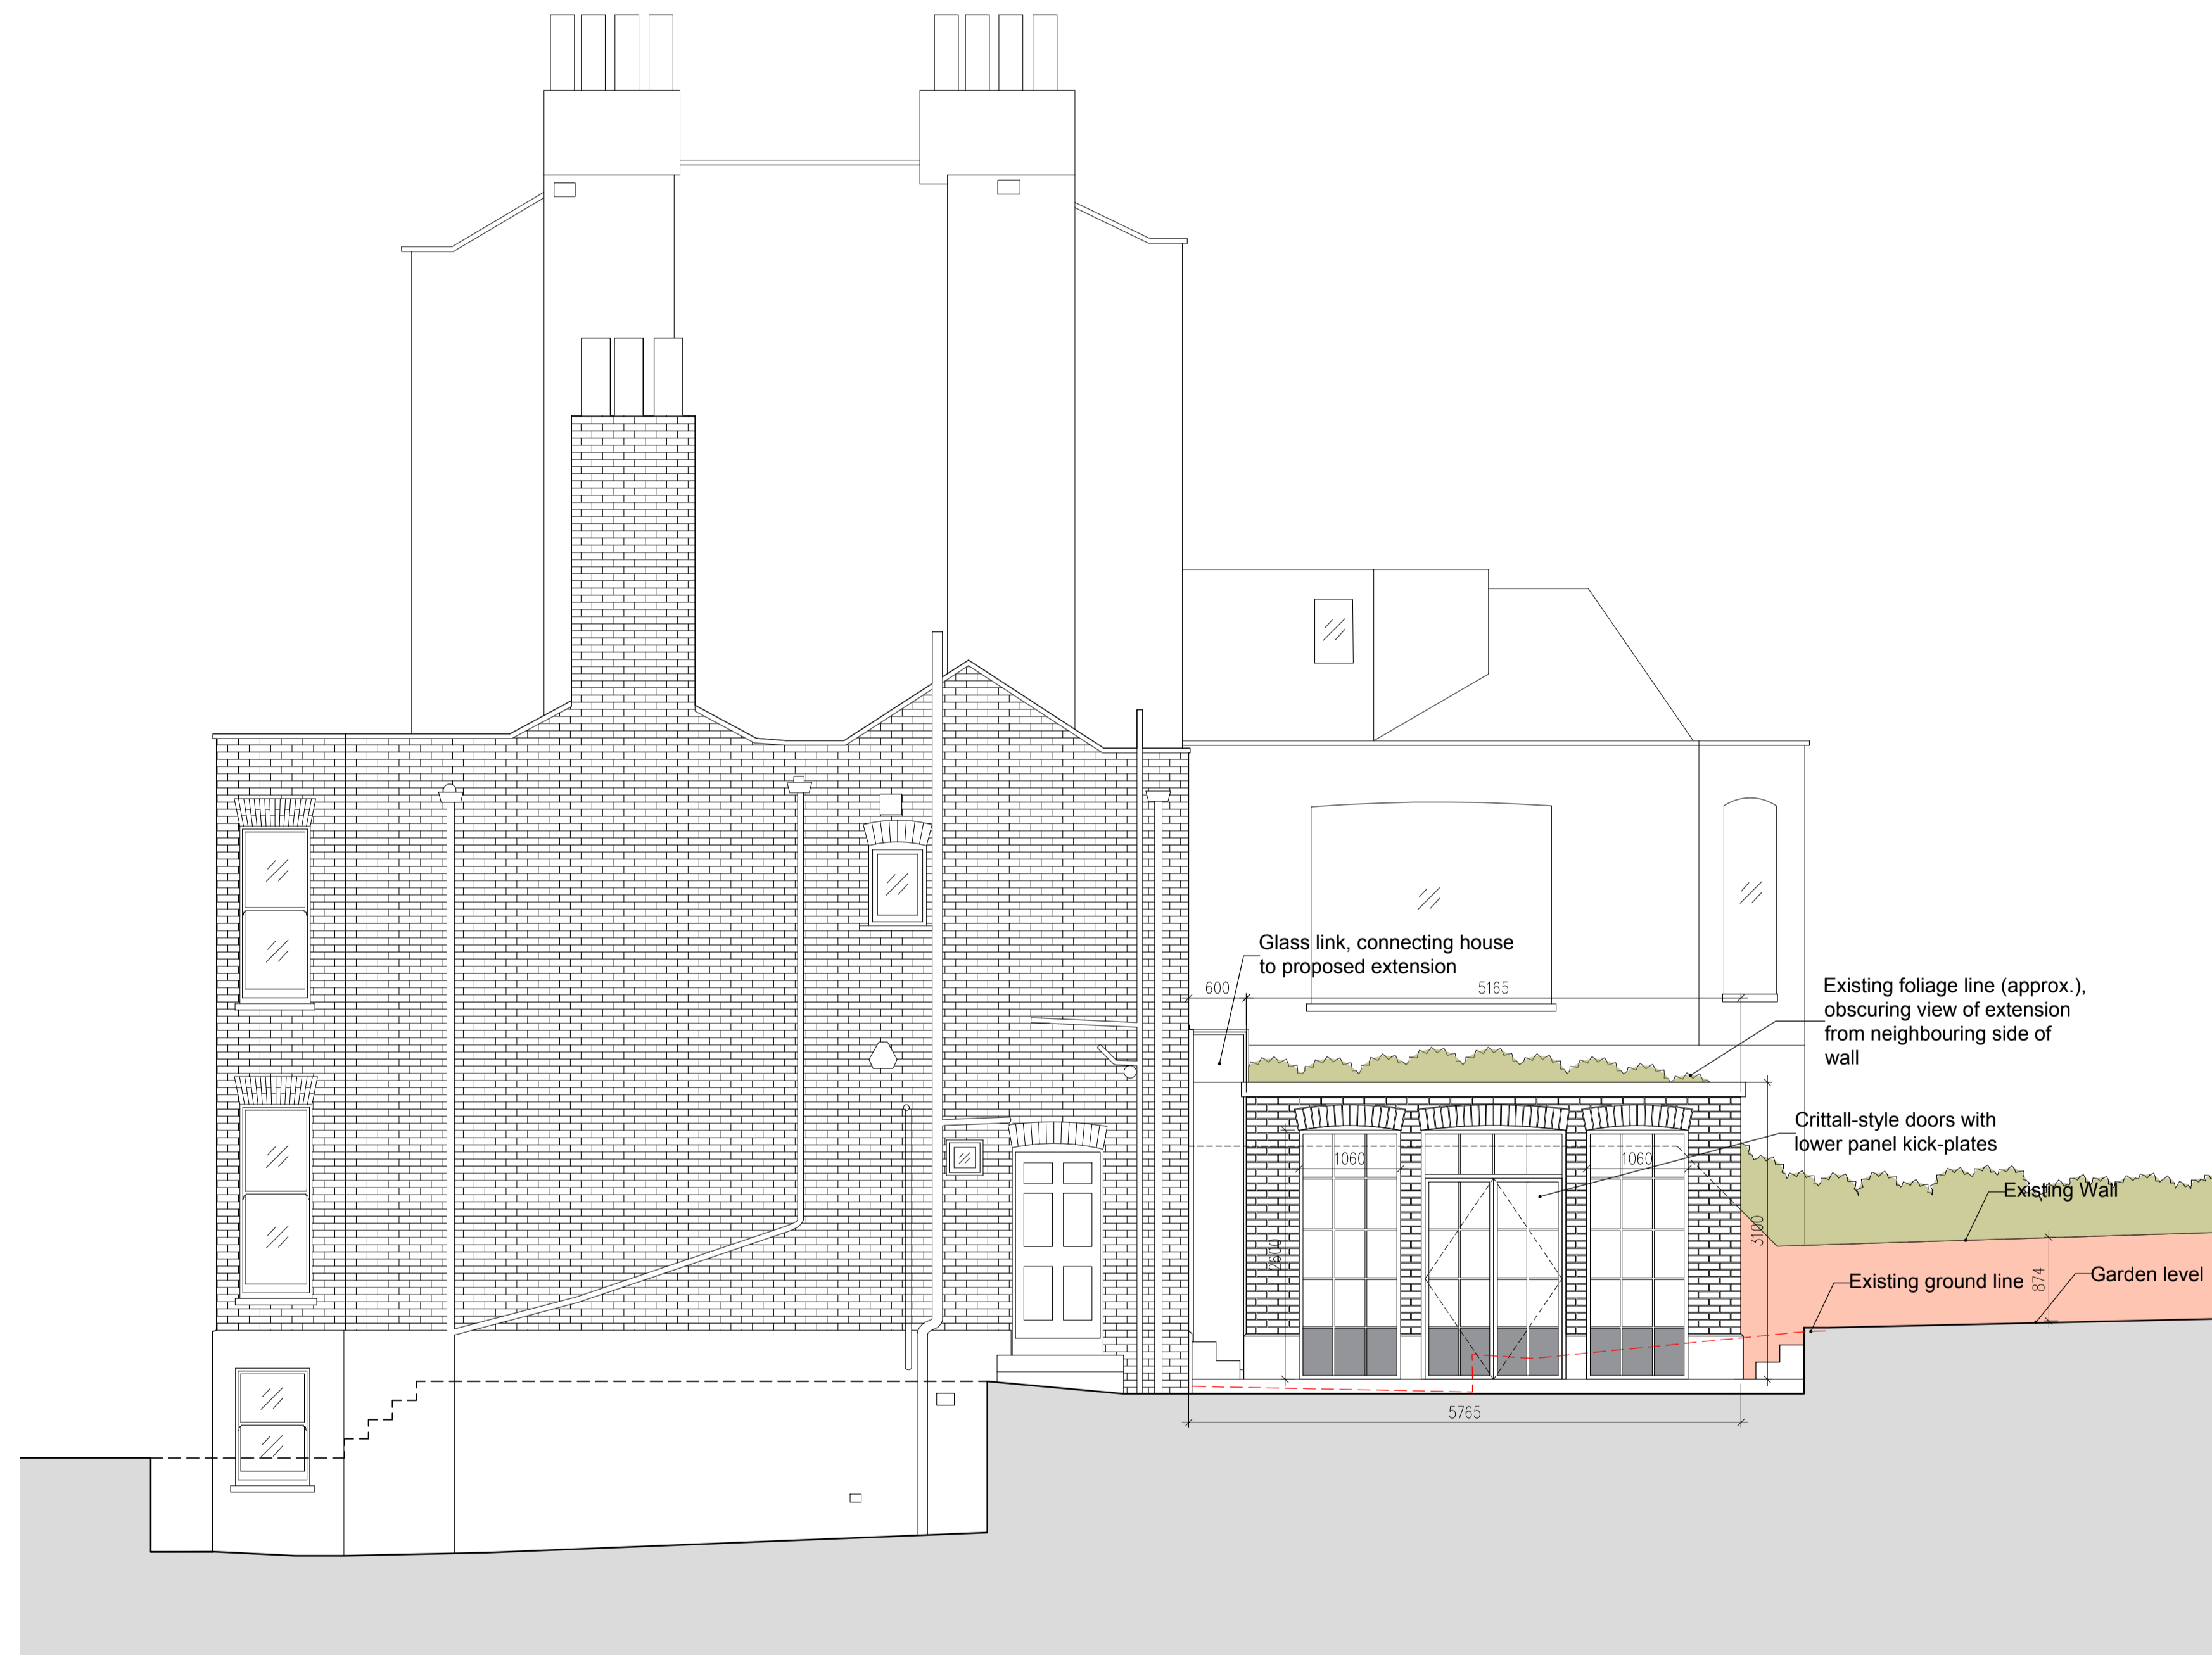 Glass link, connecting house
to proposed extension
600
5165
Existing foliage line (approx.),
obscuring view of extension
from neighbouring side of
wall
Crittall-style doors with
lower panel kick-plates
1060
1060
Existing Wall
2600
3100
874
Existing ground line
Garden level
5765